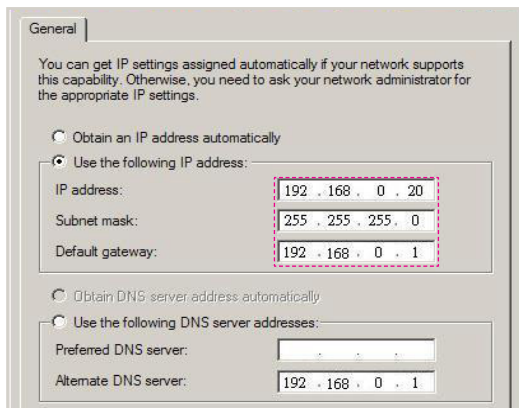 General
You can get IP settings assigned automatically if your network supports
this capability. Otherwise, you need to ask your network administrator for
the appropriate IP settings.
Obtain an IP address automatically
Use the following IP address:
IP address: 192 . 168 . 0 . 20
Subnet mask: 255 . 255 . 255 . 0
Default gateway: 192 . 168 . 0 . 1
Obtain DNS server address automatically
Use the following DNS server addresses:
Preferred DNS server: . . .
Alternate DNS server: 192 . 168 . 0 . 1